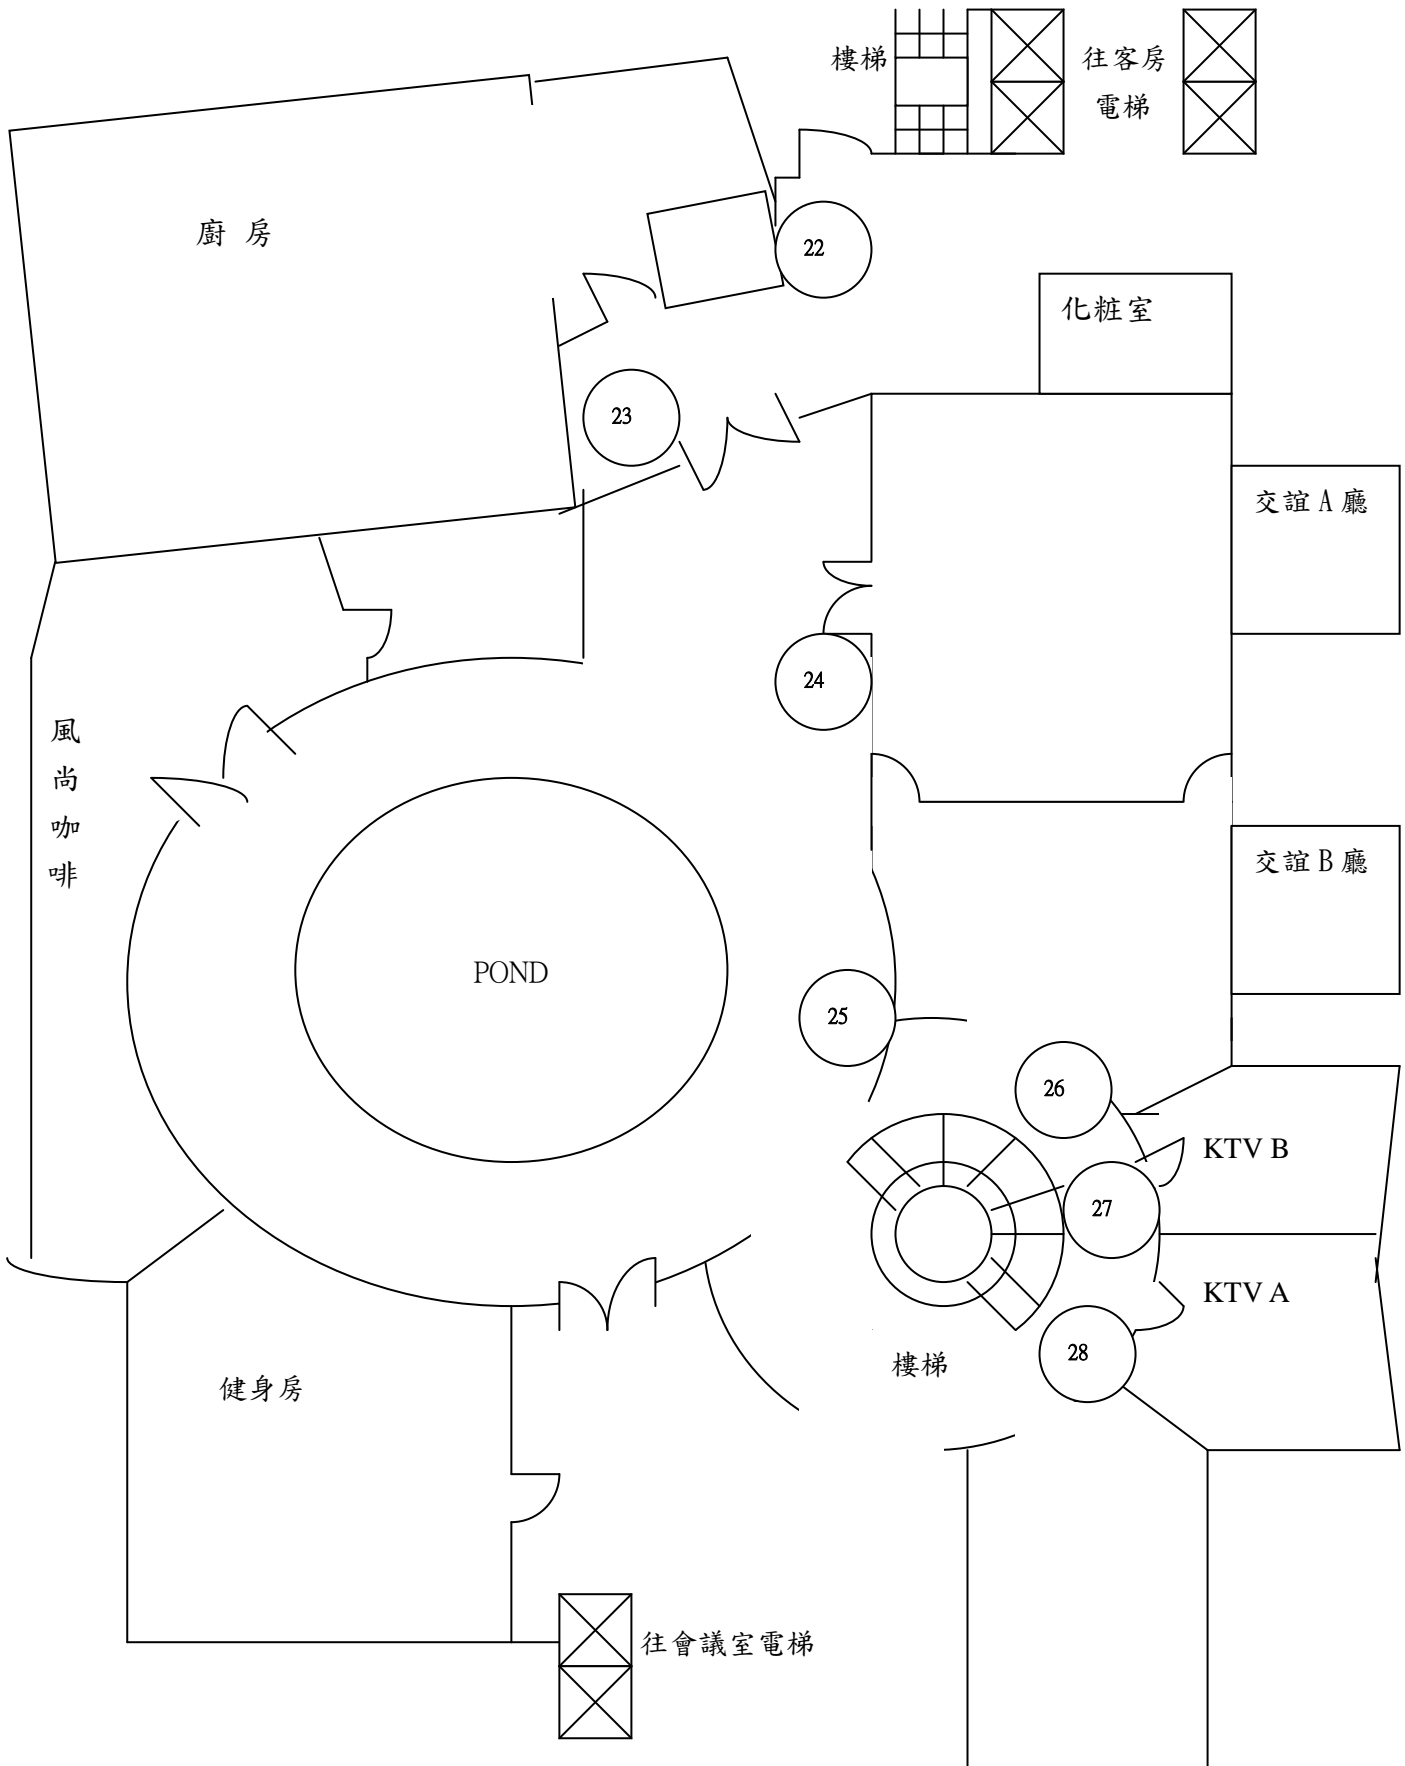 樓梯
往客房
電梯
廚 房
22
化粧室
23
交誼 A 廳
24
風
尚
咖
啡
交誼 B 廳
POND
25
26
KTV B
27
KTV A
28
樓梯
健身房
往會議室電梯